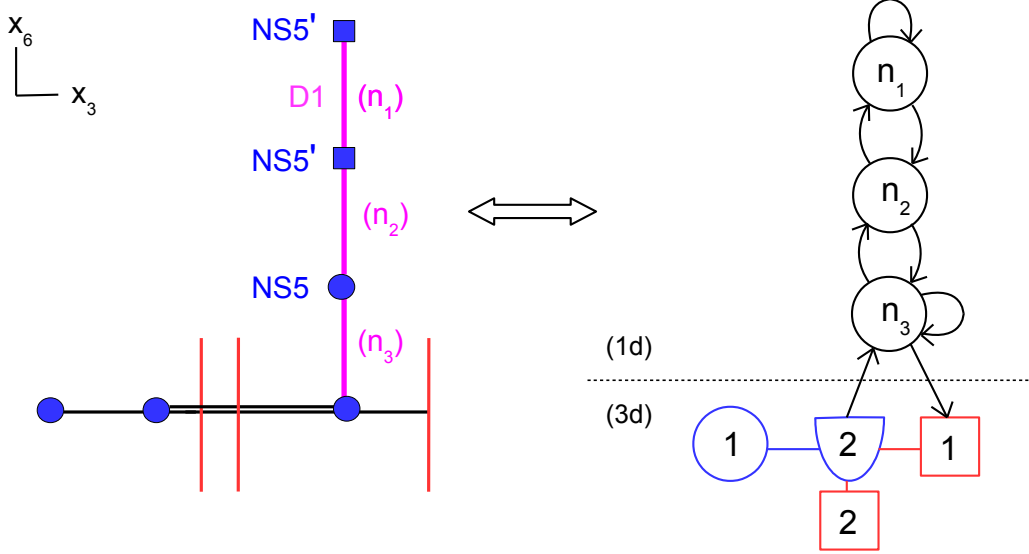 x₆
x₃
NS5'
D1
(n₁)
NS5'
(n₂)
NS5
(n₃)
n₁
n₂
n₃
(1d)
(3d)
1
2
1
2